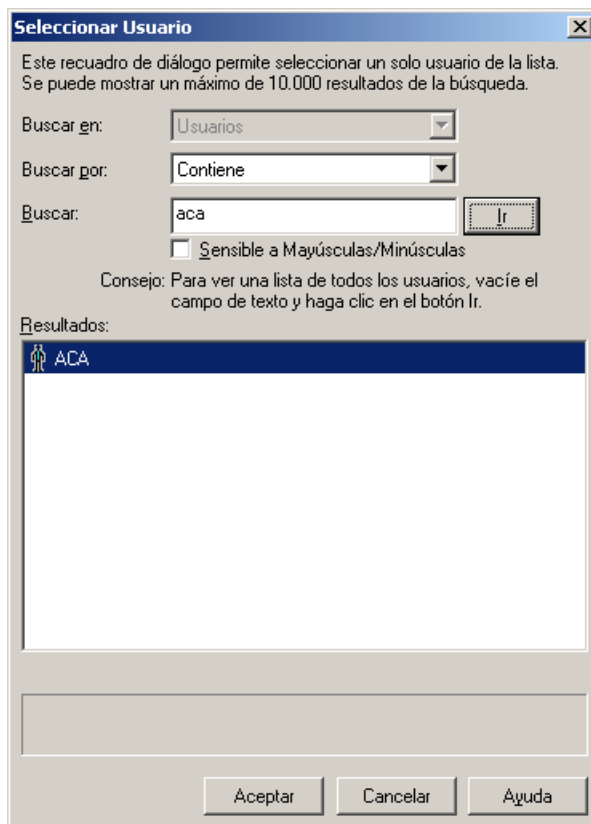 Seleccionar Usuario
Este recuadro de diálogo permite seleccionar un solo usuario de la lista.
Se puede mostrar un máximo de 10.000 resultados de la búsqueda.
Buscar en: Usuarios
Buscar por: Contiene
Buscar: aca Ir
Sensible a Mayúsculas/Minúsculas
Consejo: Para ver una lista de todos los usuarios, vacíe el
campo de texto y haga clic en el botón Ir.
Resultados:
ACA
Aceptar Cancelar Ayuda